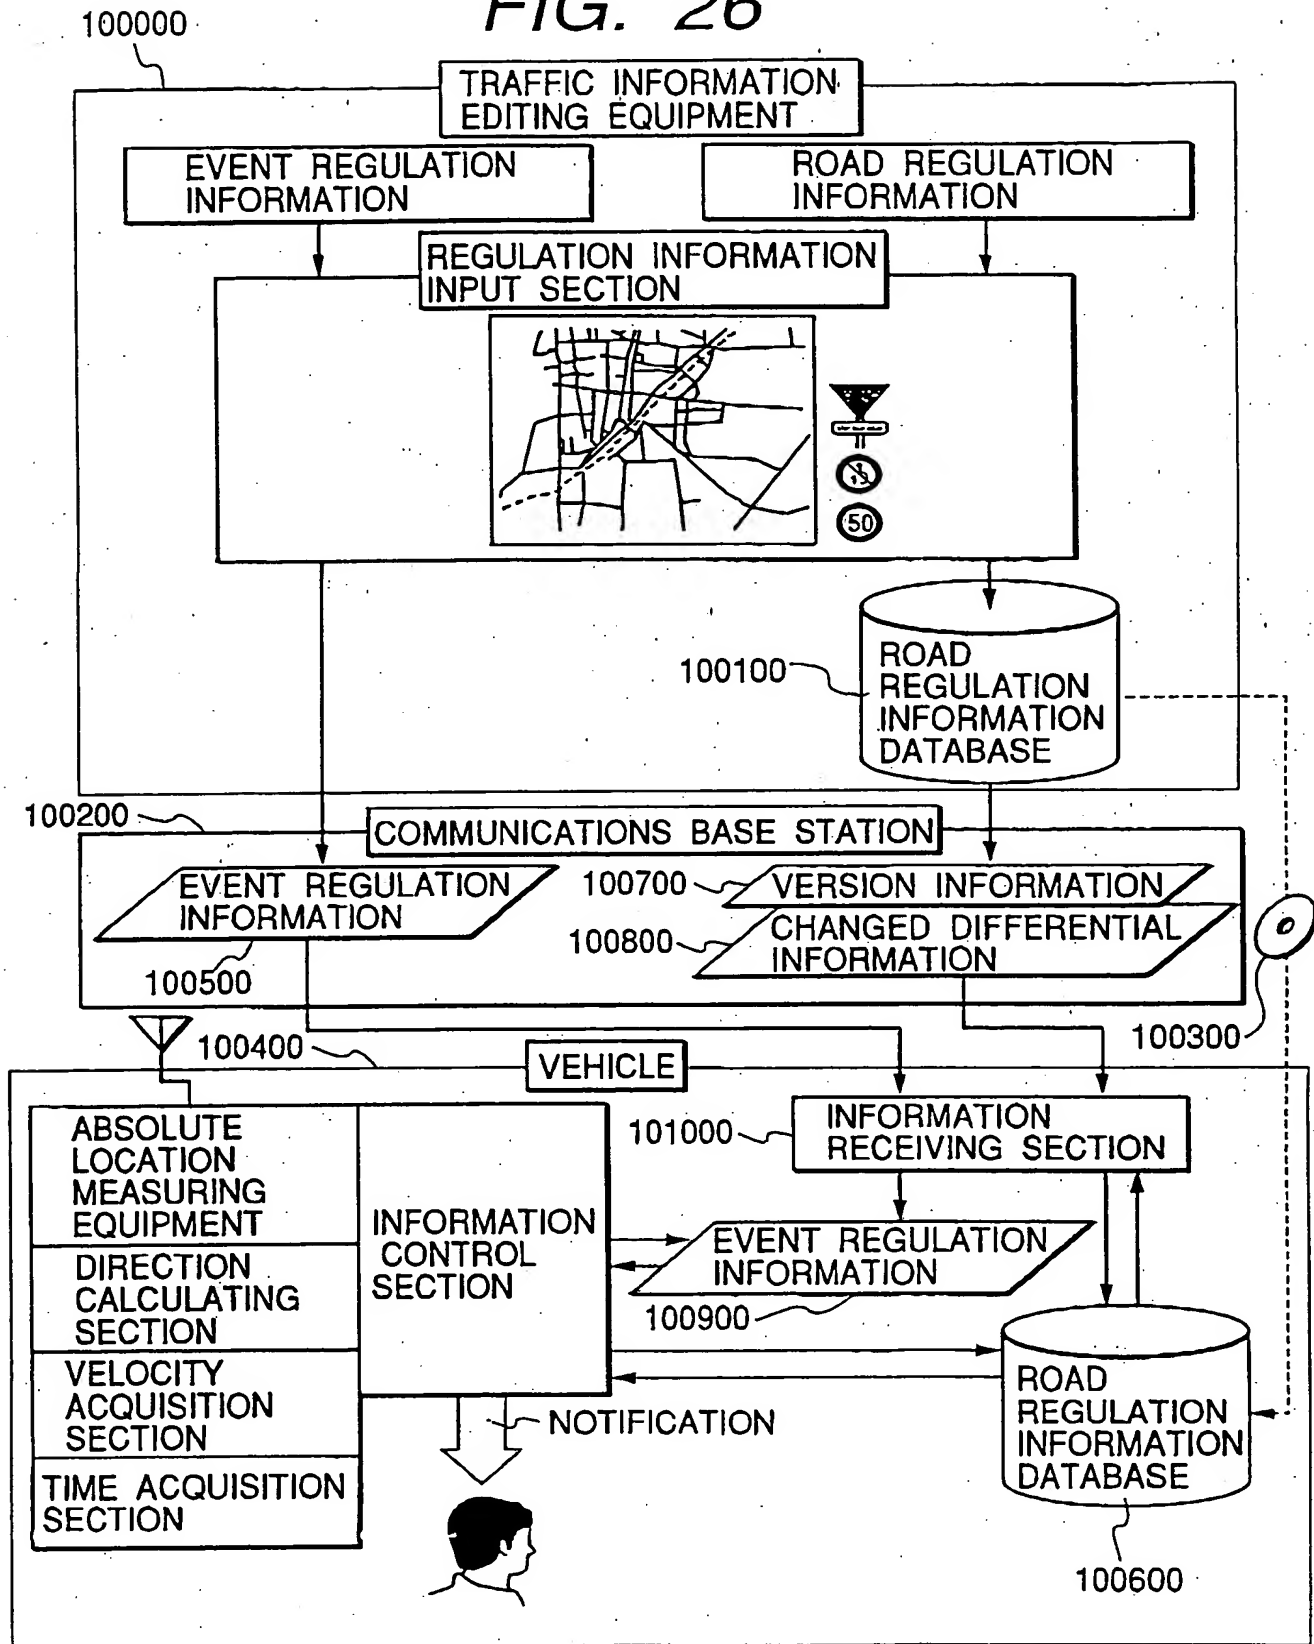 FIG. 26
100000
TRAFFIC INFORMATION
EDITING EQUIPMENT
EVENT REGULATION
INFORMATION
ROAD REGULATION
INFORMATION
REGULATION INFORMATION
INPUT SECTION
50
100100
ROAD
REGULATION
INFORMATION
DATABASE
100200
COMMUNICATIONS BASE STATION
EVENT REGULATION
INFORMATION
100500
100700
VERSION INFORMATION
100800
CHANGED DIFFERENTIAL
INFORMATION
100300
100400
VEHICLE
ABSOLUTE
LOCATION
MEASURING
EQUIPMENT
DIRECTION
CALCULATING
SECTION
VELOCITY
ACQUISITION
SECTION
TIME ACQUISITION
SECTION
INFORMATION
CONTROL
SECTION
101000
INFORMATION
RECEIVING SECTION
EVENT REGULATION
INFORMATION
100900
NOTIFICATION
ROAD
REGULATION
INFORMATION
DATABASE
100600